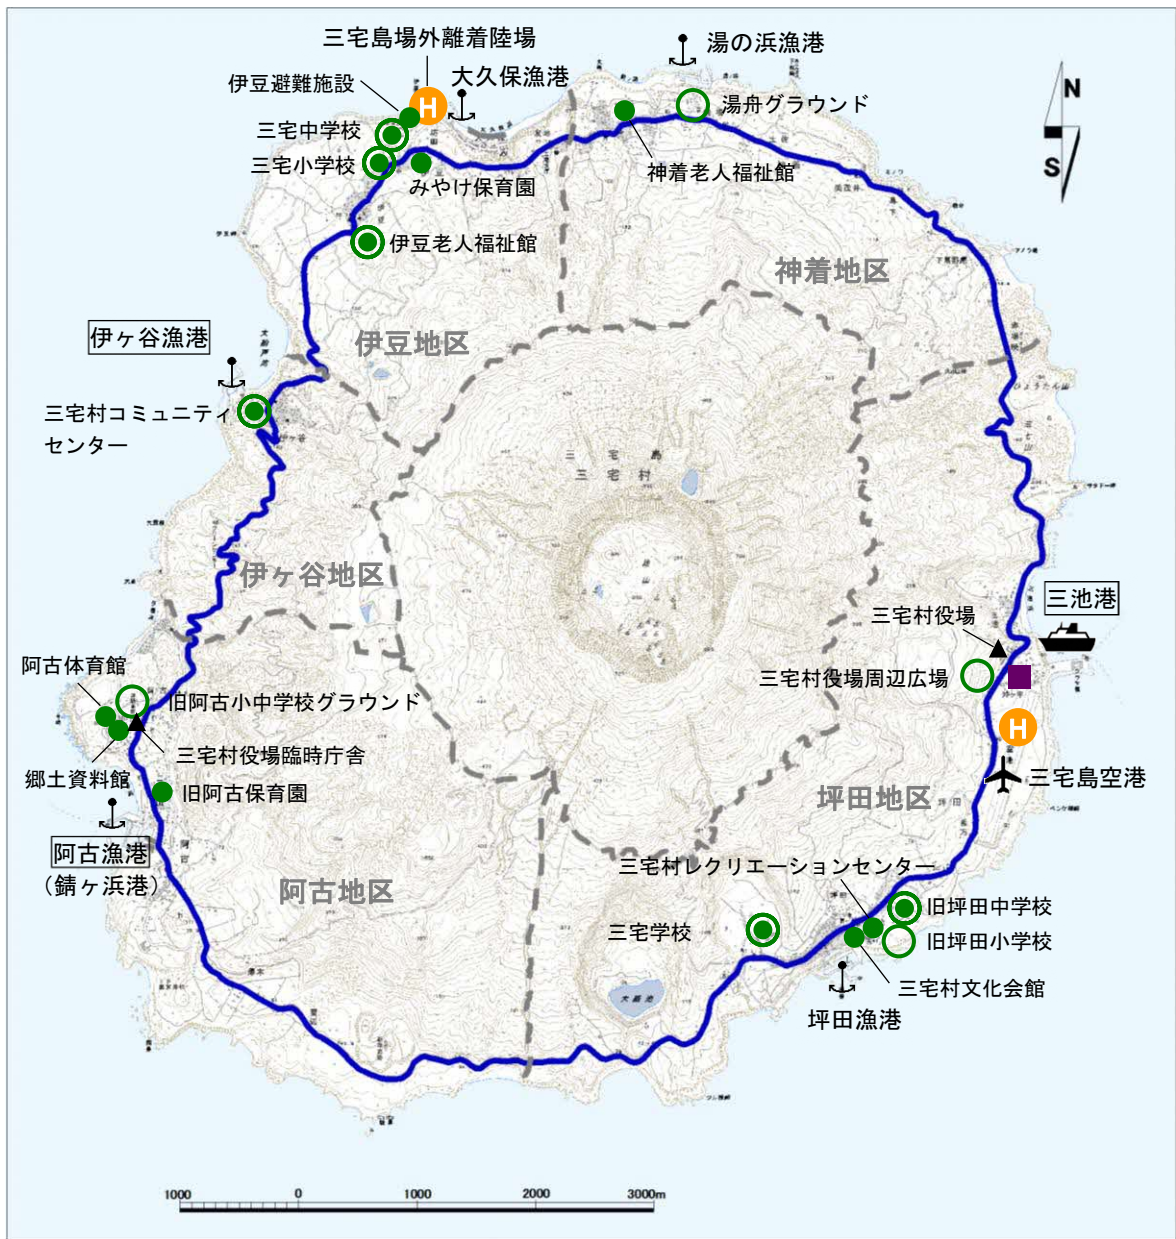 三宅島場外離着陸場
湯の浜漁港
伊豆避難施設
大久保漁港
H
N
S
湯舟グラウンド
三宅中学校
三宅小学校
神着老人福祉館
みやけ保育園
伊豆老人福祉館
神着地区
伊豆地区
伊ヶ谷漁港
三宅村コミュニティ
センター
三宅島
三宅村
伊ヶ谷地区
三池港
三宅村役場
阿古体育館
三宅村役場周辺広場
旧阿古小中学校グラウンド
H
三宅村役場臨時庁舎
郷土資料館
三宅島空港
旧阿古保育園
坪田地区
阿古漁港
(錆ヶ浜港)
三宅村レクリエーションセンター
阿古地区
旧坪田中学校
三宅学校
旧坪田小学校
三宅村文化会館
大路池
坪田漁港
1000
0
1000
2000
3000m